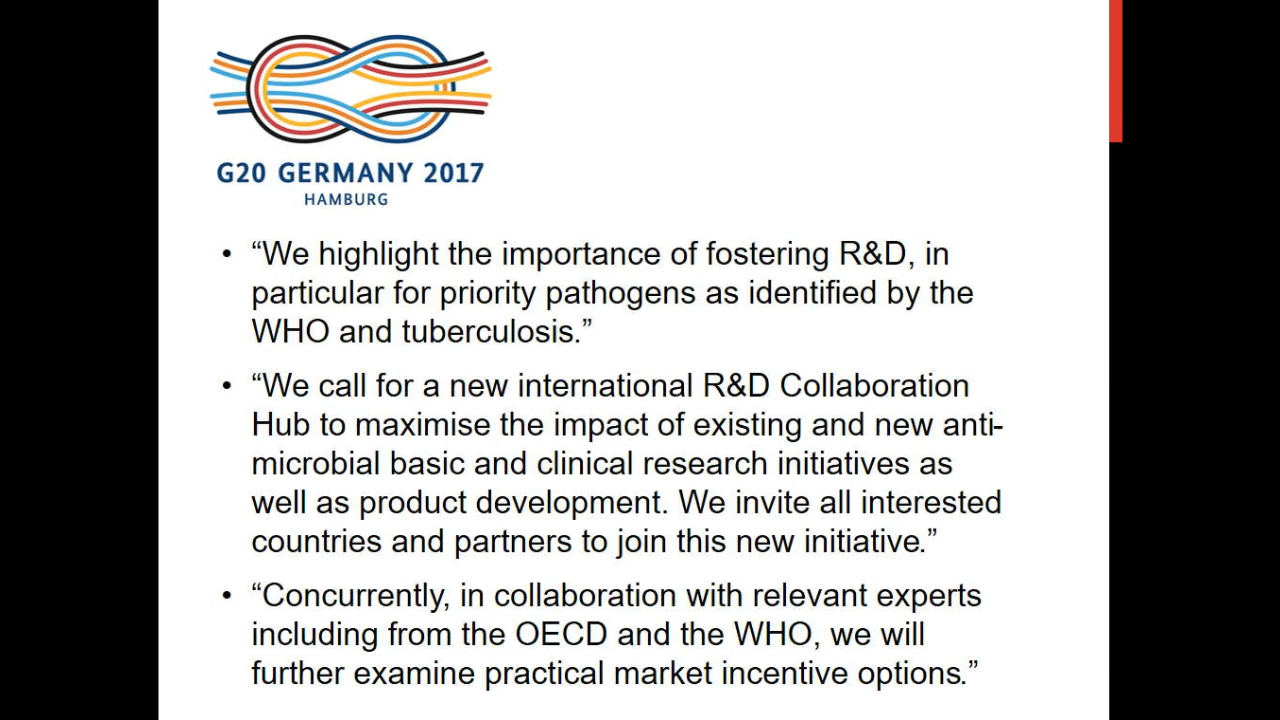 G20 GERMANY 2017
HAMBURG
• “We highlight the importance of fostering R&D, in
particular for priority pathogens as identified by the
WHO and tuberculosis.”
• “We call for a new international R&D Collaboration
Hub to maximise the impact of existing and new anti-
microbial basic and clinical research initiatives as
well as product development. We invite all interested
countries and partners to join this new initiative.”
• “Concurrently, in collaboration with relevant experts
including from the OECD and the WHO, we will
further examine practical market incentive options.”